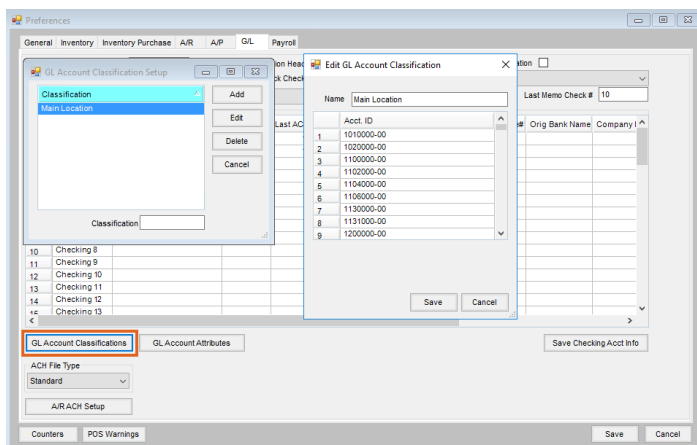 Preferences
General Inventory Inventory Purchase A/R A/P G/L Payroll
GL Account Classification Setup
Classification
Main Location
Add
Edit
Delete
Cancel
Classification
Edit GL Account Classification
Name Main Location
Acct. ID
1 1010000-00
2 1020000-00
3 1100000-00
4 1102000-00
5 1104000-00
6 1106000-00
7 1130000-00
8 1131000-00
9 1200000-00
Save Cancel
Last Memo Check # 10
Last AC
Orig Bank Name Company
10 Checking 8
11 Checking 9
12 Checking 10
13 Checking 11
14 Checking 12
Checking 13
GL Account Classifications GL Account Attributes Save Checking Acct Info
ACH File Type
Standard
A/R ACH Setup
Counters POS Warnings Save Cancel